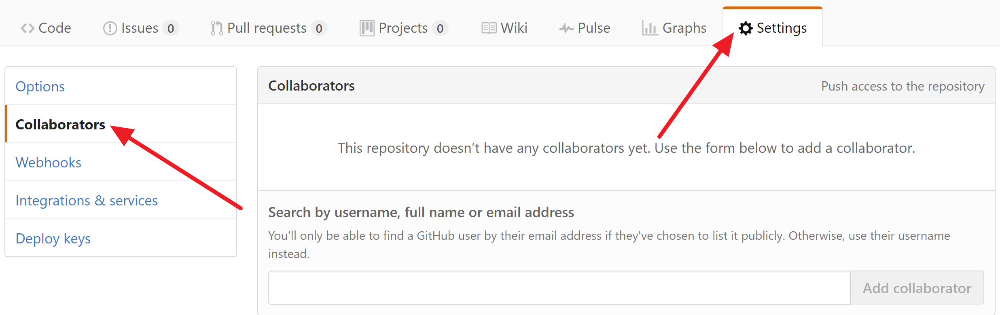 Code Issues 0 Pull requests 0 Projects 0 Wiki Pulse Graphs Settings
Options
Collaborators
Webhooks
Integrations & services
Deploy keys
Collaborators Push access to the repository
This repository doesn’t have any collaborators yet. Use the form below to add a collaborator.
Search by username, full name or email address
You'll only be able to find a GitHub user by their email address if they've chosen to list it publicly. Otherwise, use their username
instead.
Add collaborator